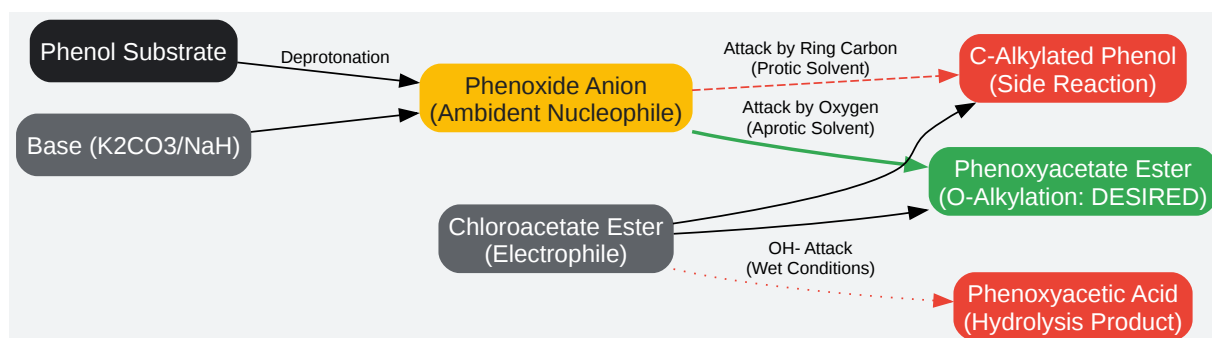 Phenol Substrate
Deprotonation
Base (K2CO3/NaH)
Phenoxide Anion
(Ambident Nucleophile)
Attack by Ring Carbon
(Protic Solvent)
Attack by Oxygen
(Aprotic Solvent)
C-Alkylated Phenol
(Side Reaction)
Phenoxyacetate Ester
(O-Alkylation: DESIRED)
Chloroacetate Ester
(Electrophile)
OH- Attack
(Wet Conditions)
Phenoxyacetic Acid
(Hydrolysis Product)